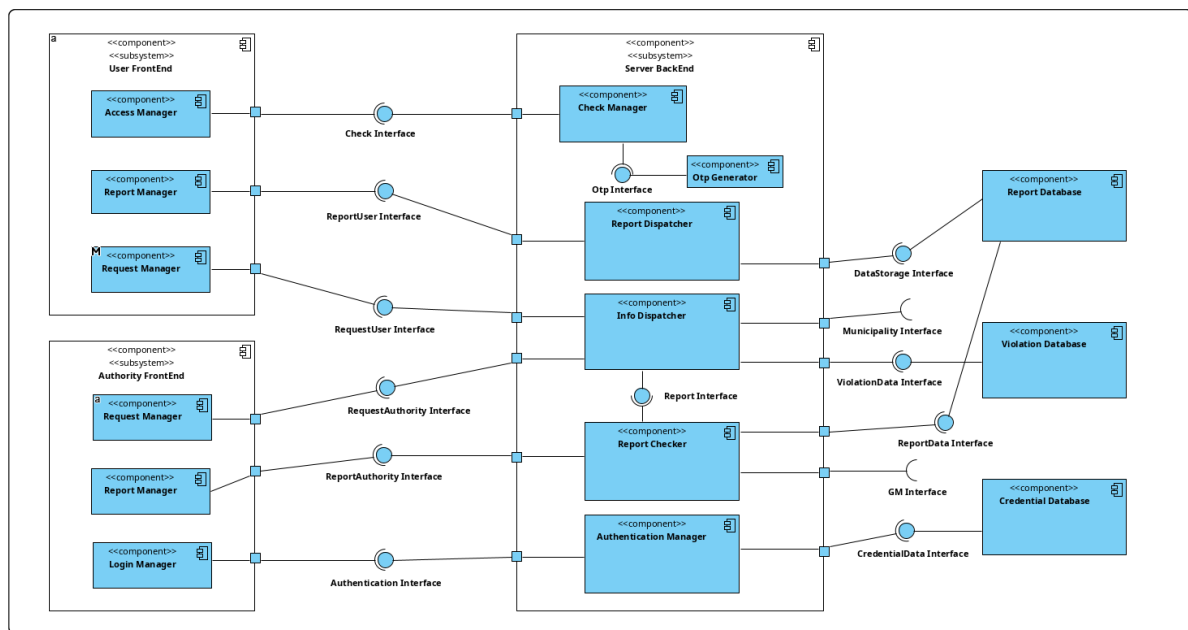 a
<<component>>
<<subsystem>>
User FrontEnd
<<component>>
Access Manager
<<component>>
Report Manager
M
<<component>>
Request Manager
<<component>>
<<subsystem>>
Authority FrontEnd
a
<<component>>
Request Manager
<<component>>
Report Manager
<<component>>
Login Manager
Check Interface
ReportUser Interface
RequestUser Interface
RequestAuthority Interface
ReportAuthority Interface
Authentication Interface
<<component>>
<<subsystem>>
Server BackEnd
<<component>>
Check Manager
Otp Interface
<<component>>
Otp Generator
<<component>>
Report Dispatcher
<<component>>
Info Dispatcher
Report Interface
<<component>>
Report Checker
<<component>>
Authentication Manager
DataStorage Interface
Municipality Interface
ViolationData Interface
ReportData Interface
GM Interface
CredentialData Interface
<<component>>
Report Database
<<component>>
Violation Database
<<component>>
Credential Database